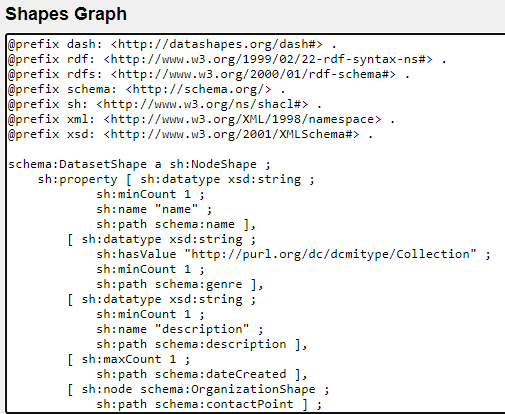 Shapes Graph
@prefix dash: <http://datashapes.org/dash#> .
@prefix rdf: <http://www.w3.org/1999/02/22-rdf-syntax-ns#> .
@prefix rdfs: <http://www.w3.org/2000/01/rdf-schema#> .
@prefix schema: <http://schema.org/> .
@prefix sh: <http://www.w3.org/ns/shacl#> .
@prefix xml: <http://www.w3.org/XML/1998/namespace> .
@prefix xsd: <http://www.w3.org/2001/XMLSchema#> .

schema:DatasetShape a sh:NodeShape ;
    sh:property [ sh:datatype xsd:string ;
            sh:minCount 1 ;
            sh:name "name" ;
            sh:path schema:name ],
        [ sh:datatype xsd:string ;
            sh:hasValue "http://purl.org/dc/dcmitype/Collection" ;
            sh:minCount 1 ;
            sh:path schema:genre ],
        [ sh:datatype xsd:string ;
            sh:minCount 1 ;
            sh:name "description" ;
            sh:path schema:description ],
        [ sh:maxCount 1 ;
            sh:path schema:dateCreated ],
        [ sh:node schema:OrganizationShape ;
            sh:path schema:contactPoint ] ;